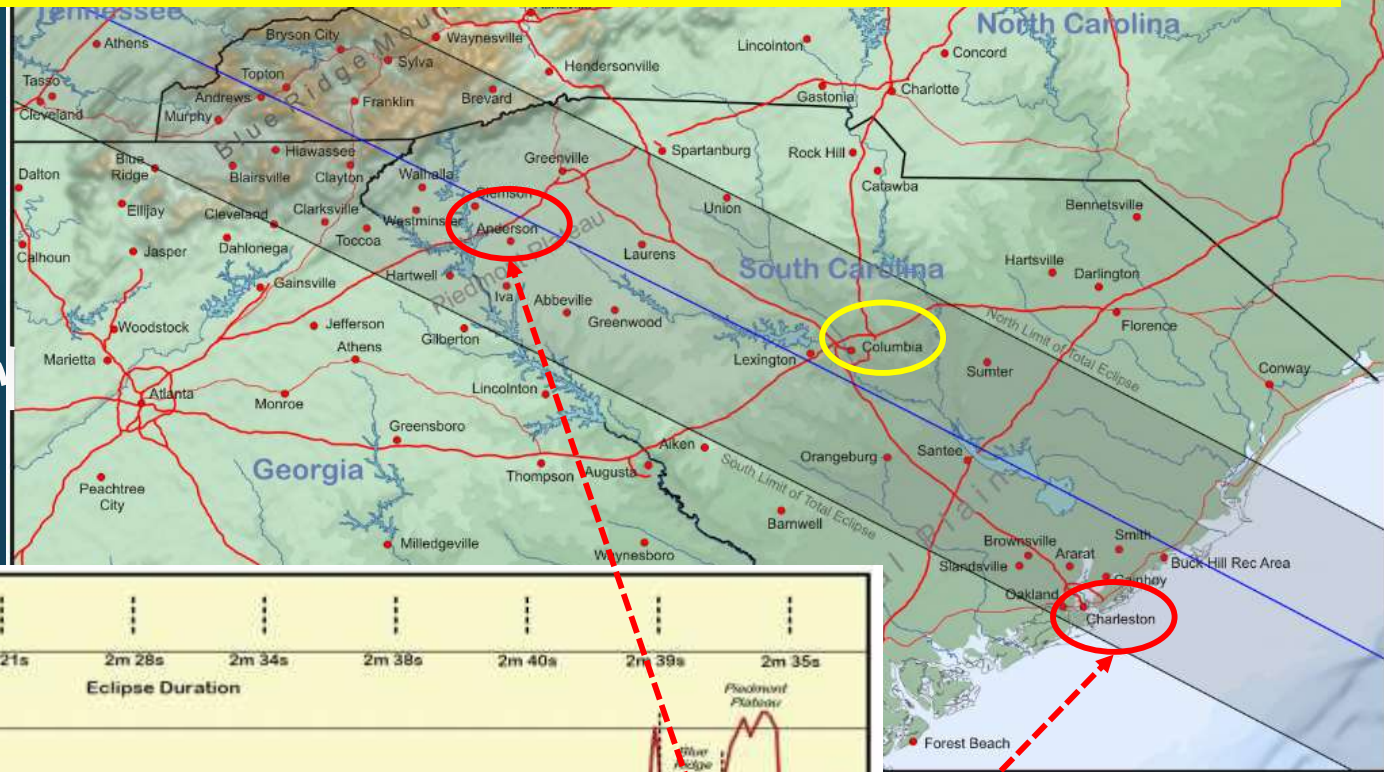 Tennessee
North Carolina
Athens
Bryson City
Waynesville
Lincolnton
Concord
Tasso
Topton
Sylva
Hendersonville
Cleveland
Andrews
Franklin
Brevard
Gastonia
Charlotte
Murphy
Blue Ridge Moun
Dalton
Blue
Ridge
Hiawassee
Blairsville
Clayton
Walhalla
Greenville
Spartanburg
Rock Hill
Catawba
Ellijay
Cleveland
Clarksville
Westminster
Clemson
Union
Bennetsville
Calhoun
Jasper
Dahlonega
Toccoa
Anderson
Piedmont Plateau
Laurens
South Carolina
Hartsville
Darlington
Gainsville
Hartwell
Iva
Abbeville
Greenwood
Woodstock
Jefferson
Gilberton
North Limit of Total Eclipse
Florence
Marietta
Athens
Lexington
Columbia
Sumter
Conway
Atlanta
Monroe
Lincolnton
Greensboro
Aiken
Orangeburg
Santee
Georgia
Thompson
Augusta
South Limit of Total Eclipse
Peachtree
City
Barnwell
Milledgeville
Waynesboro
Brownsville
Smith
Slandsville
Ararat
Buck Hill Rec Area
Oakland
Cainhoy
Charleston
21s
2m 28s
2m 34s
2m 38s
2m 40s
2m 39s
2m 35s
Eclipse Duration
Piedmont
Plateau
Blue
Ridge
Forest Beach